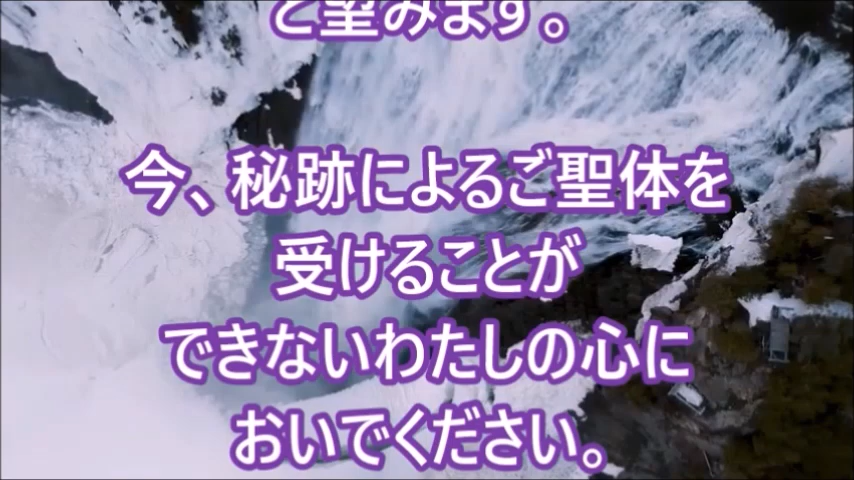 と望みます。
今、秘跡によるご聖体を
受けることが
できないわたしの心に
おいでください。